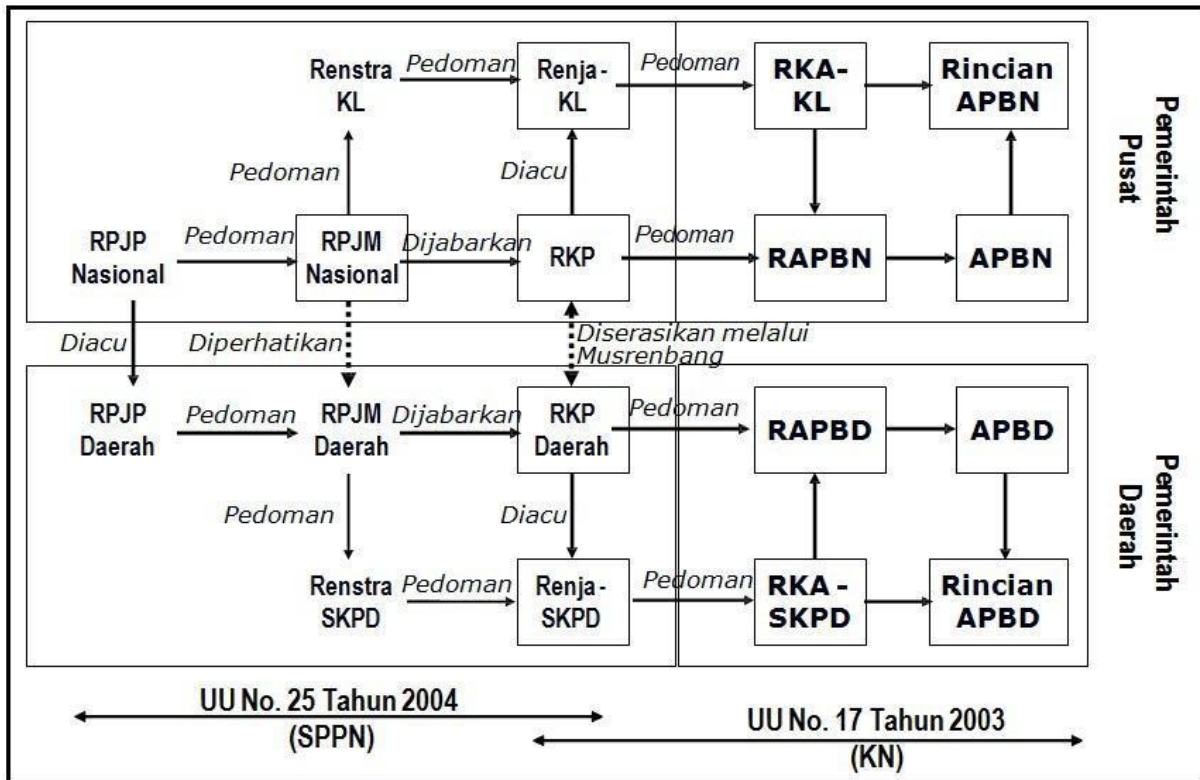 Renstra
KL
Pedoman
Renja-
KL
Pedoman
RKA-
KL
Rincian
APBN
Pemerintah
Pusat
Pedoman
Diacu
RPJP
Nasional
Pedoman
RPJM
Nasional
Dijabarkan
RKP
Pedoman
RAPBN
APBN
Diacu
Diperhatikan
Diserasikan melalui
Musrenbang
RPJP
Daerah
Pedoman
RPJM
Daerah
Dijabarkan
RKP
Daerah
Pedoman
RAPBD
APBD
Pemerintah
Daerah
Pedoman
Diacu
Renstra
SKPD
Pedoman
Renja-
SKPD
Pedoman
RKA -
SKPD
Rincian
APBD
UU No. 25 Tahun 2004
(SPPN)
UU No. 17 Tahun 2003
(KN)